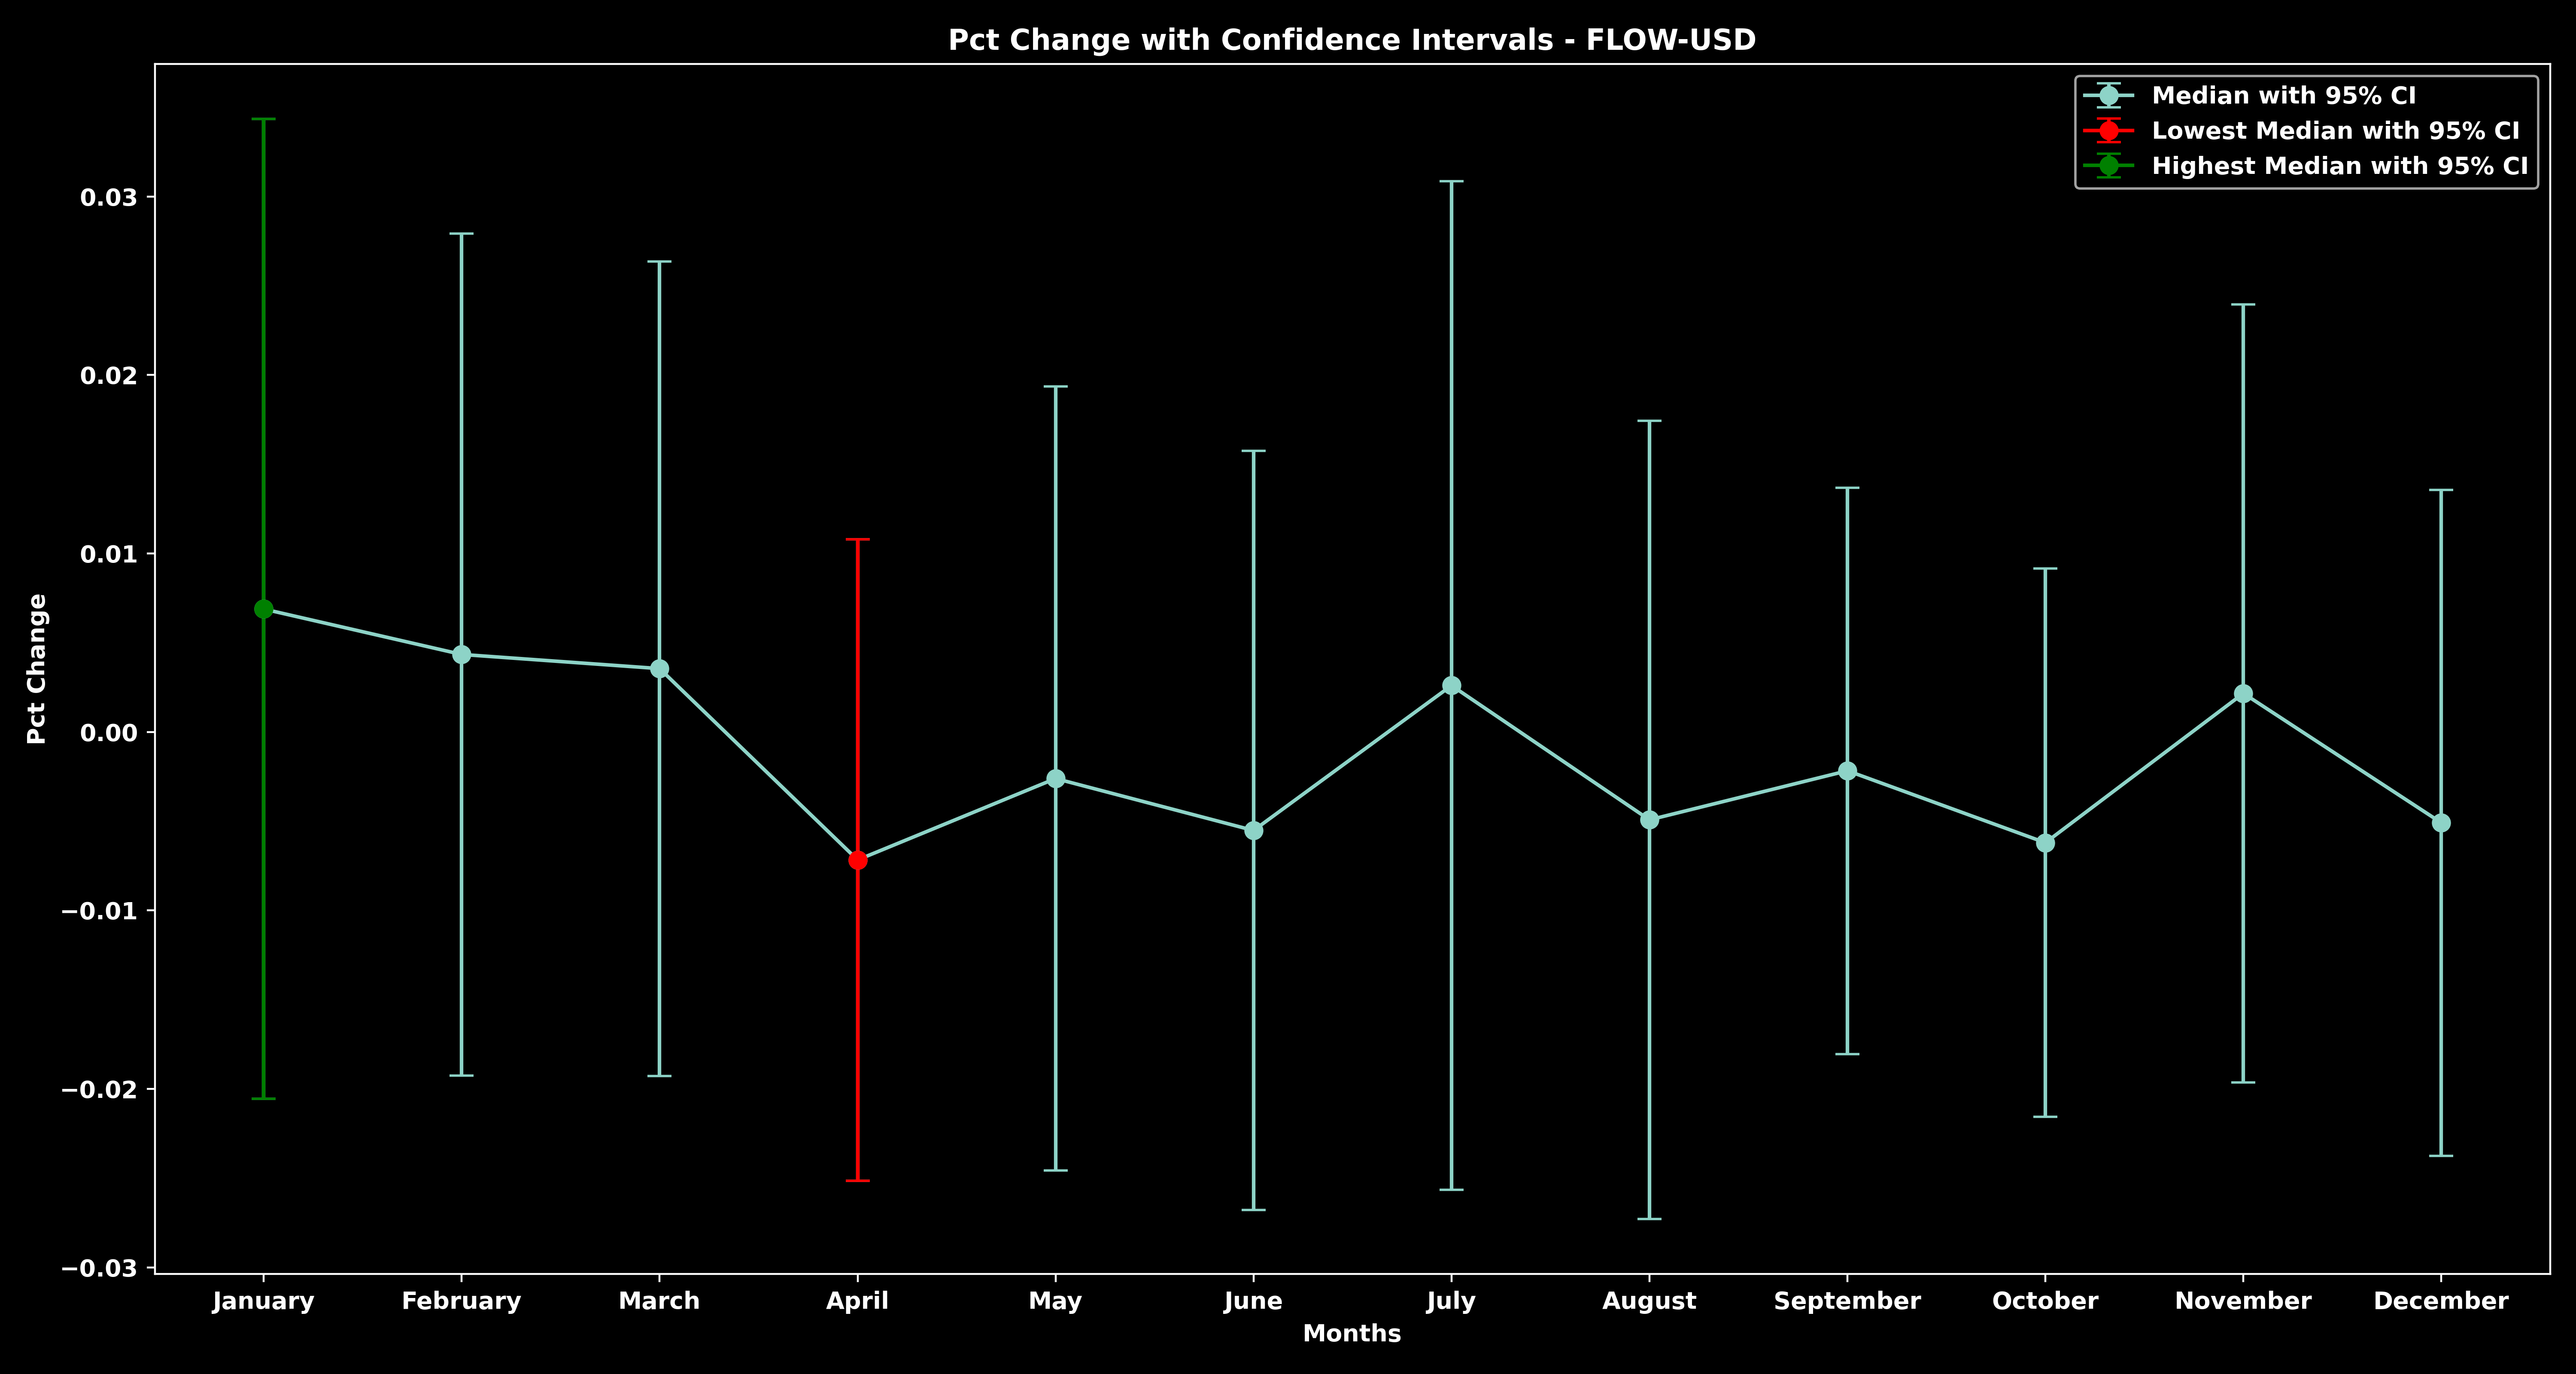 Pct Change with Confidence Intervals - FLOW-USD
Median with 95% CI
Lowest Median with 95% CI
Highest Median with 95% CI
0.03
0.02
0.01
0.00
−0.01
−0.02
−0.03
Pct Change
January February March April May June July August September October November December
Months